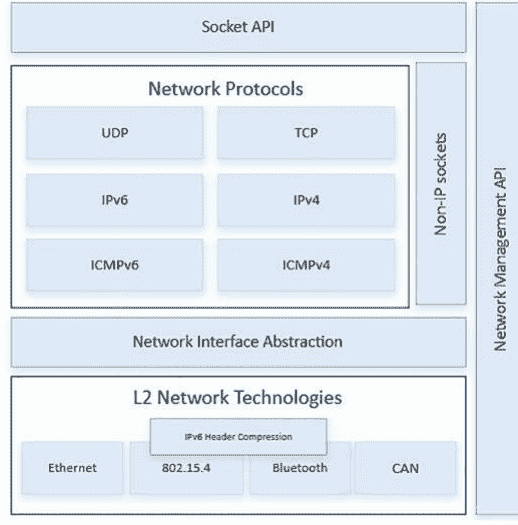 Socket API
Network Protocols
UDP
TCP
IPv6
IPv4
ICMPv6
ICMPv4
Non-IP sockets
Network Management API
Network Interface Abstraction
L2 Network Technologies
IPv6 Header Compression
Ethernet
802.15.4
Bluetooth
CAN